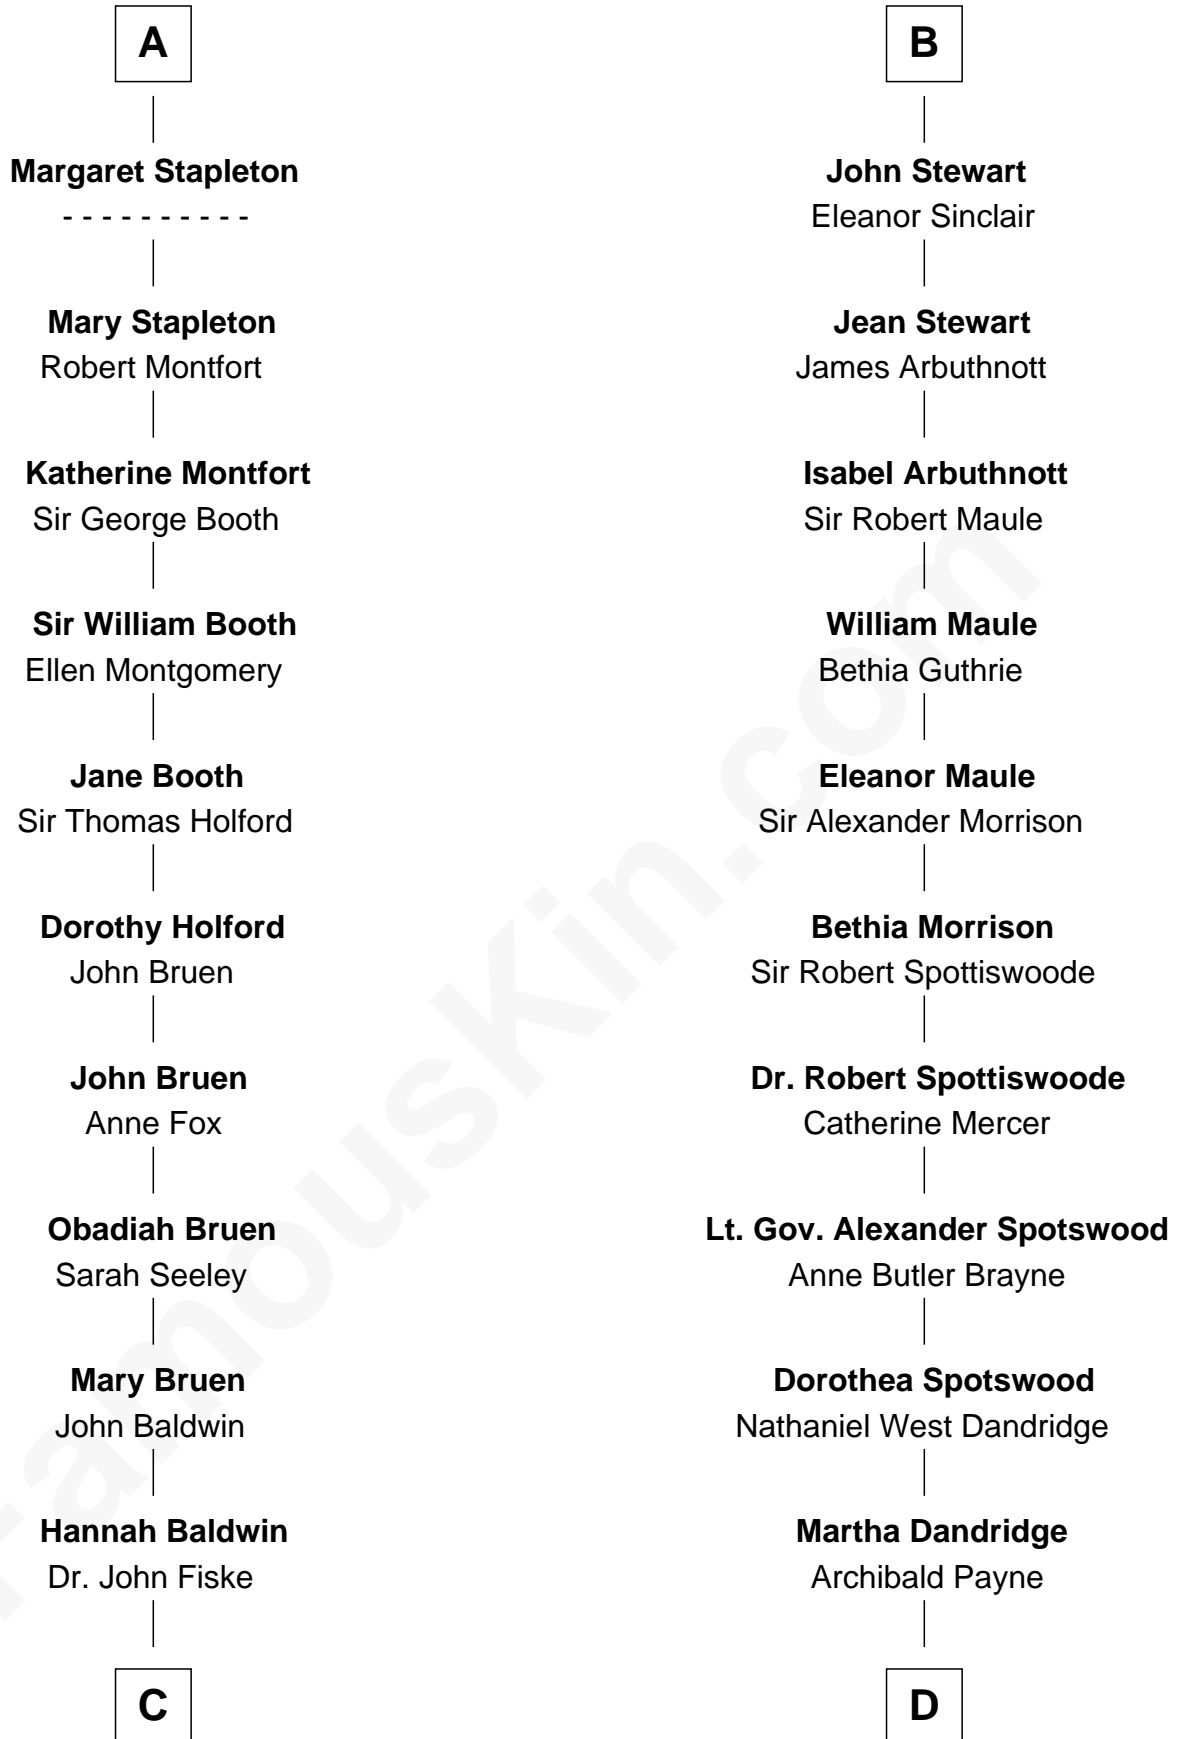 A
Margaret Stapleton
- - - - - - - - - -
Mary Stapleton
Robert Montfort
Katherine Montfort
Sir George Booth
Sir William Booth
Ellen Montgomery
Jane Booth
Sir Thomas Holford
Dorothy Holford
John Bruen
John Bruen
Anne Fox
Obadiah Bruen
Sarah Seeley
Mary Bruen
John Baldwin
Hannah Baldwin
Dr. John Fiske
C
B
John Stewart
Eleanor Sinclair
Jean Stewart
James Arbuthnott
Isabel Arbuthnott
Sir Robert Maule
William Maule
Bethia Guthrie
Eleanor Maule
Sir Alexander Morrison
Bethia Morrison
Sir Robert Spottiswoode
Dr. Robert Spottiswoode
Catherine Mercer
Lt. Gov. Alexander Spotswood
Anne Butler Brayne
Dorothea Spotswood
Nathaniel West Dandridge
Martha Dandridge
Archibald Payne
D
FamousKin.com